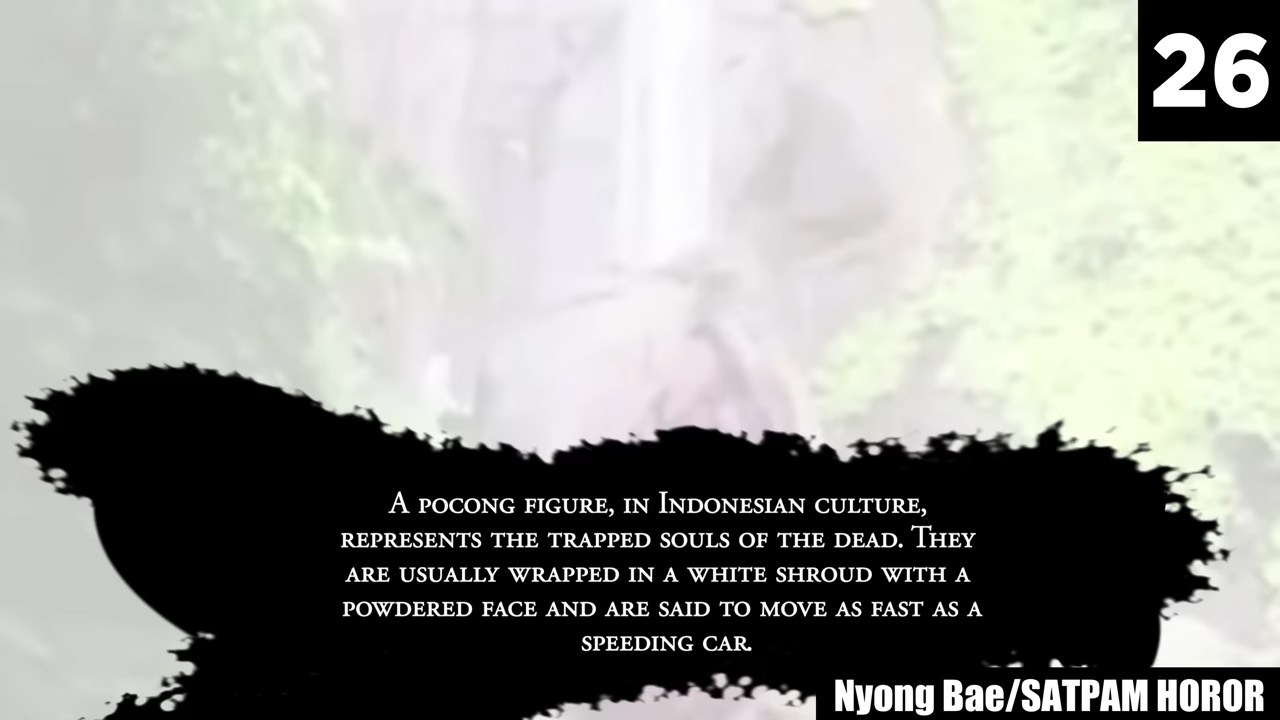 26
A pocong figure, in Indonesian culture,
represents the trapped souls of the dead. They
are usually wrapped in a white shroud with a
powdered face and are said to move as fast as a
speeding car.
Nyong Bae/SATPAM HOROR